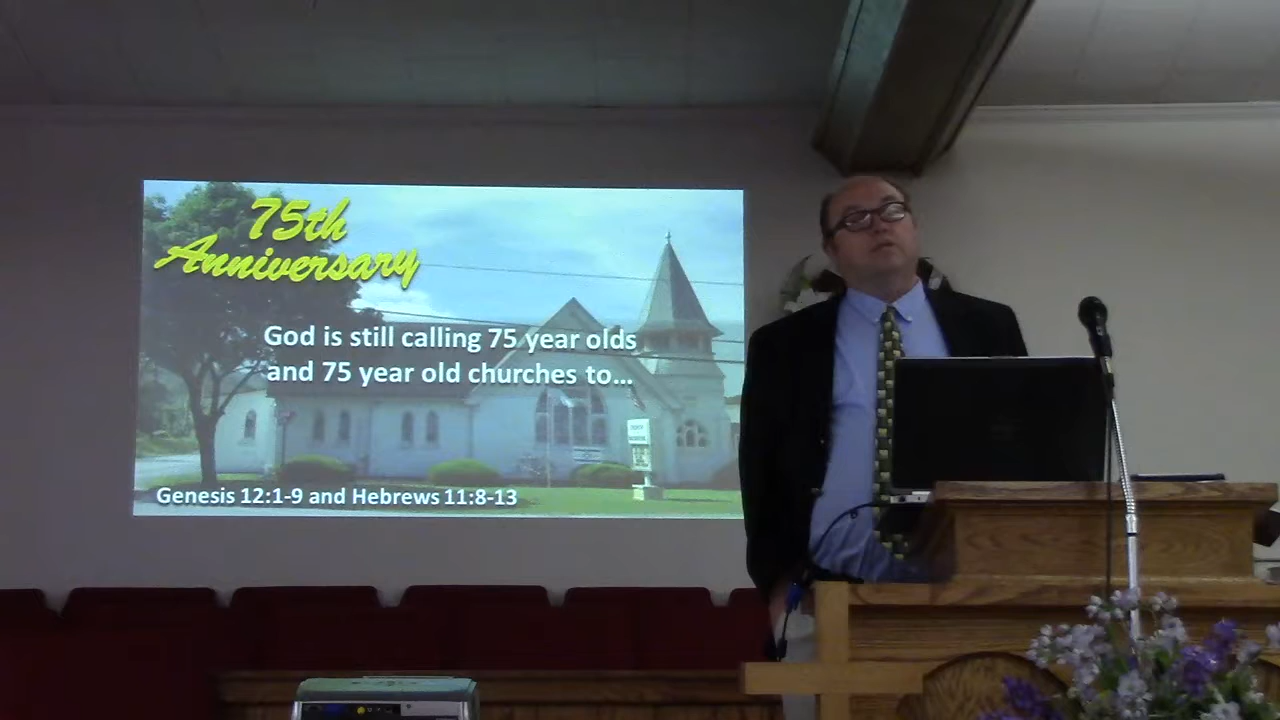 75th
Anniversary
God is still calling 75 year olds
and 75 year old churches to...
Genesis 12:1-9 and Hebrews 11:8-13